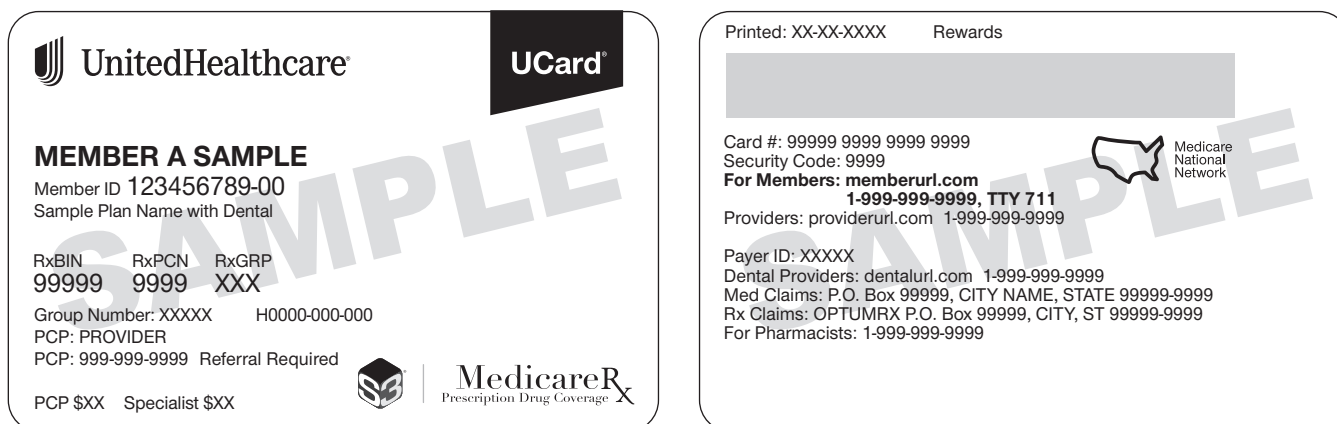 UnitedHealthcare®
UCard®
MEMBER A SAMPLE
Member ID 123456789-00
Sample Plan Name with Dental
RxBIN RxPCN RxGRP
99999 9999 XXX
Group Number: XXXXX H0000-000-000
PCP: PROVIDER
PCP: 999-999-9999 Referral Required
PCP $XX Specialist $XX
S3®
MedicareRx
Prescription Drug Coverage
SAMPLE
Printed: XX-XX-XXXX Rewards
Card #: 99999 9999 9999 9999
Security Code: 9999
For Members: memberurl.com
1-999-999-9999, TTY 711
Providers: providerurl.com 1-999-999-9999
Medicare
National
Network
Payer ID: XXXXX
Dental Providers: dentalurl.com 1-999-999-9999
Med Claims: P.O. Box 99999, CITY NAME, STATE 99999-9999
Rx Claims: OPTUMRX P.O. Box 99999, CITY, ST 99999-9999
For Pharmacists: 1-999-999-9999
SAMPLE